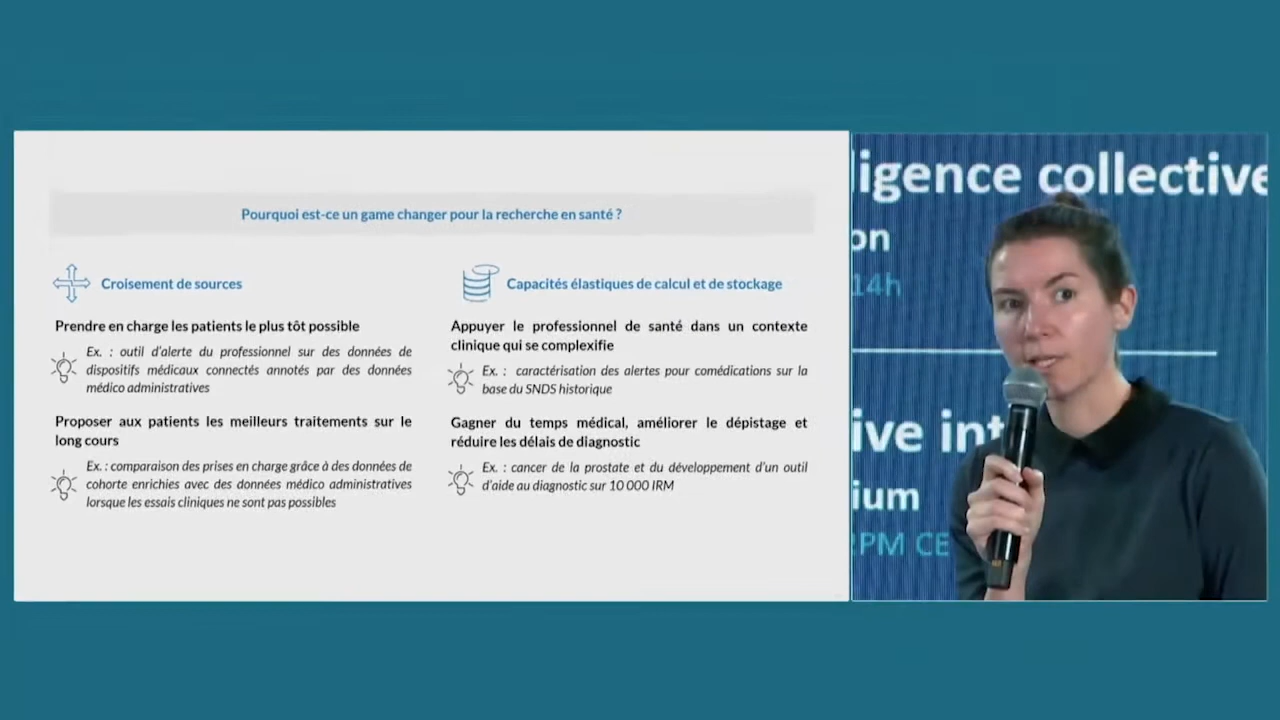 Pourquoi est-ce un game changer pour la recherche en santé ?
Croisement de sources
Prendre en charge les patients le plus tôt possible
Ex. : outil d'alerte du professionnel sur des données de
dispositifs médicaux connectés annotés par des données
médico administratives
Proposer aux patients les meilleurs traitements sur le
long cours
Ex. : comparaison des prises en charge grâce à des données de
cohorte enrichies avec des données médico administratives
lorsque les essais cliniques ne sont pas possibles
Capacités élastiques de calcul et de stockage
Appuyer le professionnel de santé dans un contexte
clinique qui se complexifie
Ex. : caractérisation des alertes pour comédications sur la
base du SNDS historique
Gagner du temps médical, améliorer le dépistage et
réduire les délais de diagnostic
Ex. : cancer de la prostate et du développement d'un outil
d'aide au diagnostic sur 10 000 IRM
ligence collective
on
14h
ive int
ium
2PM CE